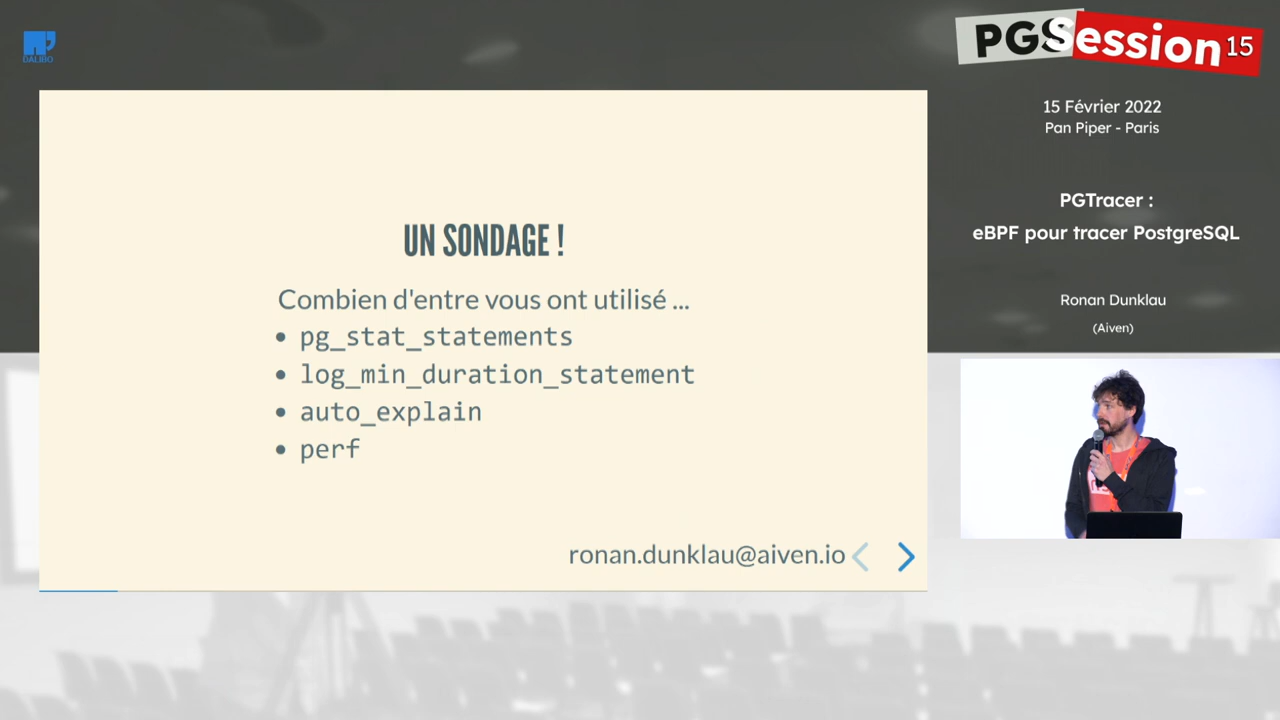 DALIBO
PGSession 15
15 Février 2022
Pan Piper - Paris
PGTracer :
eBPF pour tracer PostgreSQL
Ronan Dunklau
(Aiven)
UN SONDAGE !
Combien d'entre vous ont utilisé ...
• pg_stat_statements
• log_min_duration_statement
• auto_explain
• perf
ronan.dunklau@aiven.io